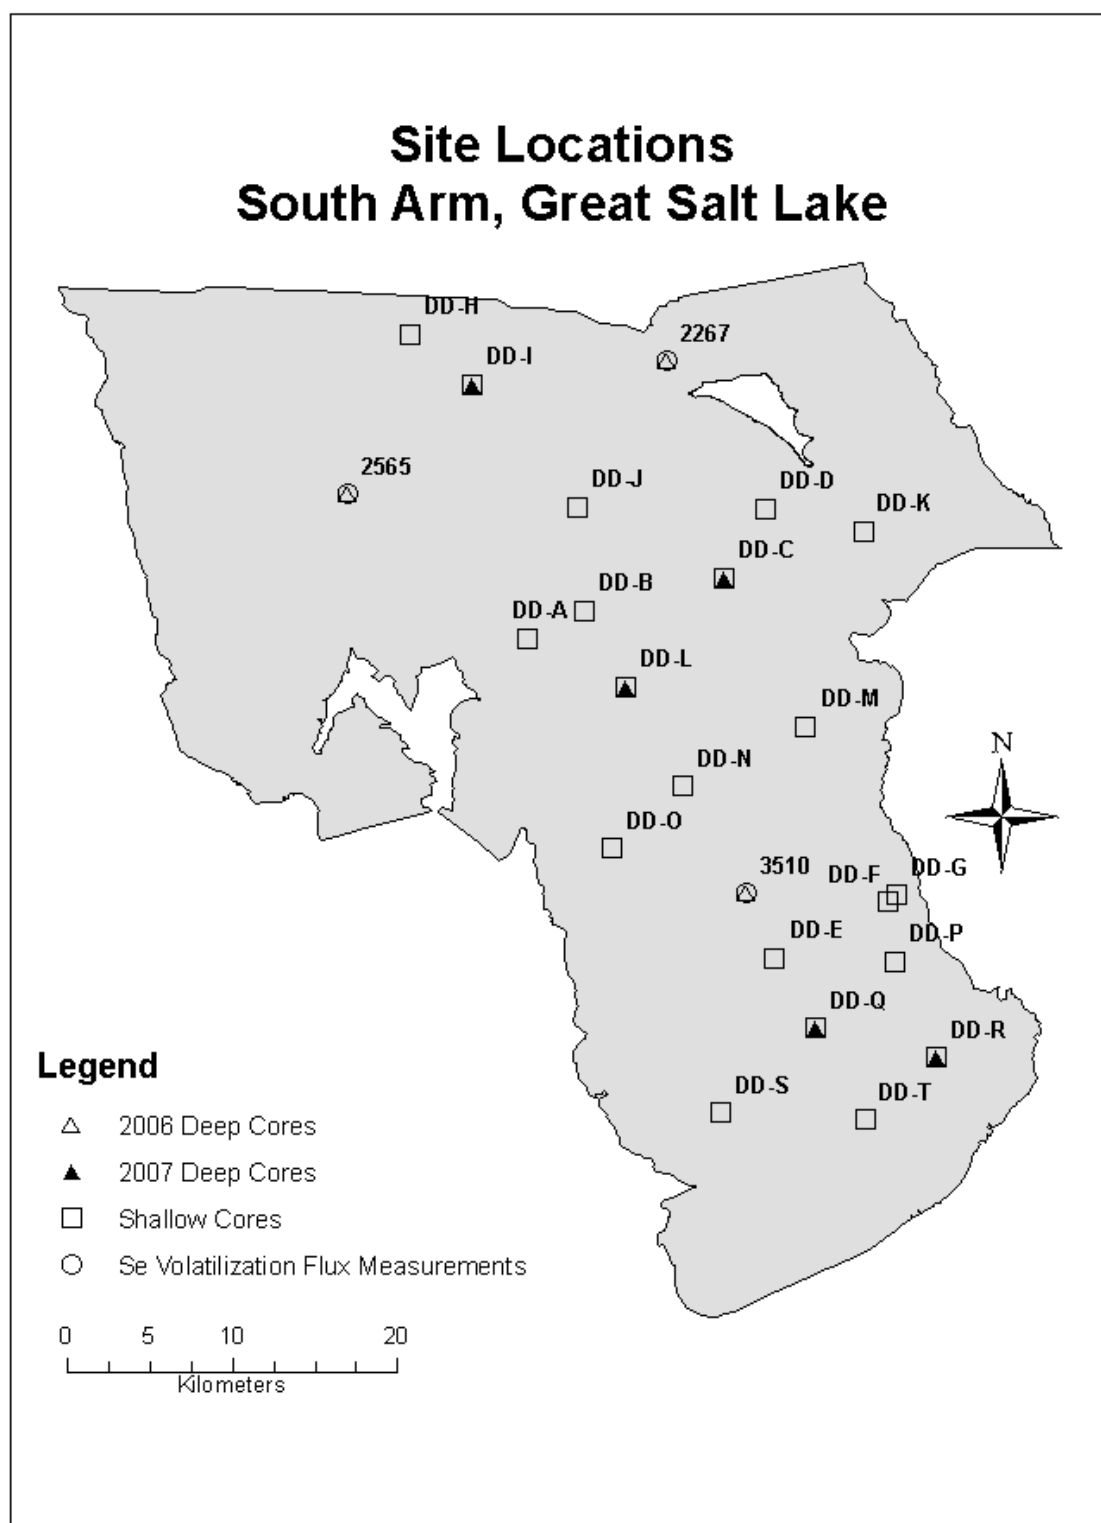 Site Locations
South Arm, Great Salt Lake
DD-H
2267
DD-I
2565
DD-J
DD-D
DD-K
DD-C
DD-B
DD-A
DD-L
DD-M
N
DD-N
DD-O
3510
DD-F
DD-G
DD-E
DD-P
DD-Q
DD-R
DD-S
DD-T
Legend
2006 Deep Cores
2007 Deep Cores
Shallow Cores
Se Volatilization Flux Measurements
0 5 10 20
Kilometers